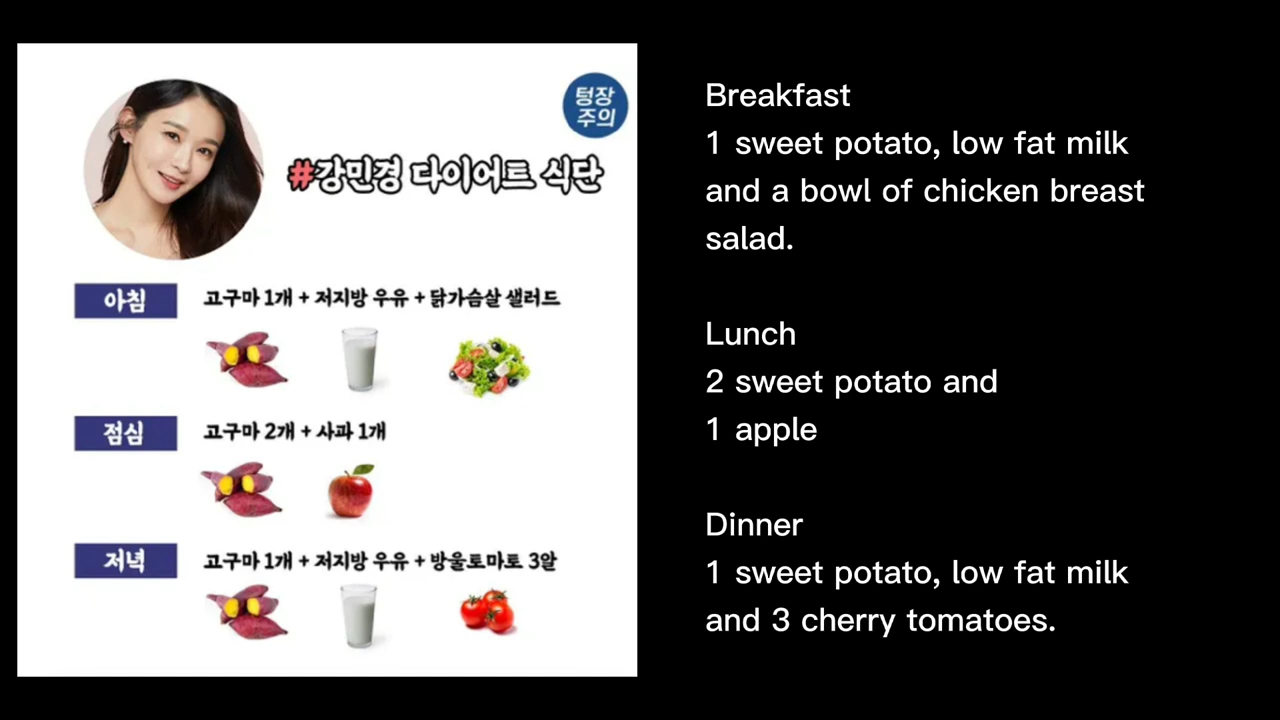 텅장
주의
#강민경 다이어트 식단
아침
고구마 1개 + 저지방 우유 + 닭가슴살 샐러드
점심
고구마 2개 + 사과 1개
저녁
고구마 1개 + 저지방 우유 + 방울토마토 3알
Breakfast
1 sweet potato, low fat milk
and a bowl of chicken breast
salad.
Lunch
2 sweet potato and
1 apple
Dinner
1 sweet potato, low fat milk
and 3 cherry tomatoes.